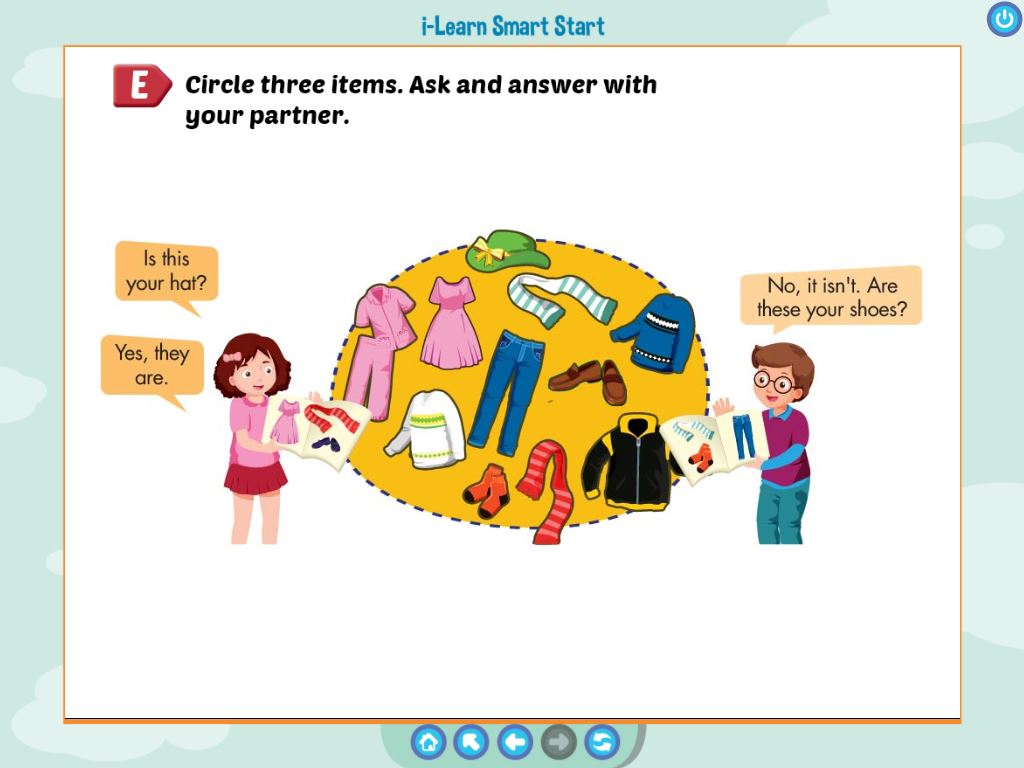 i-Learn Smart Start
E
Circle three items. Ask and answer with
your partner.
Is this
your hat?
No, it isn't. Are
these your shoes?
Yes, they
are.